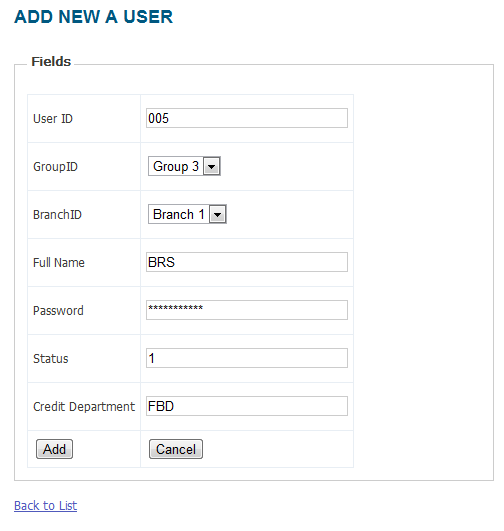 ADD NEW A USER
Fields
User ID 005
GroupID Group 3
BranchID Branch 1
Full Name BRS
Password ***********
Status 1
Credit Department FBD
Add Cancel
Back to List